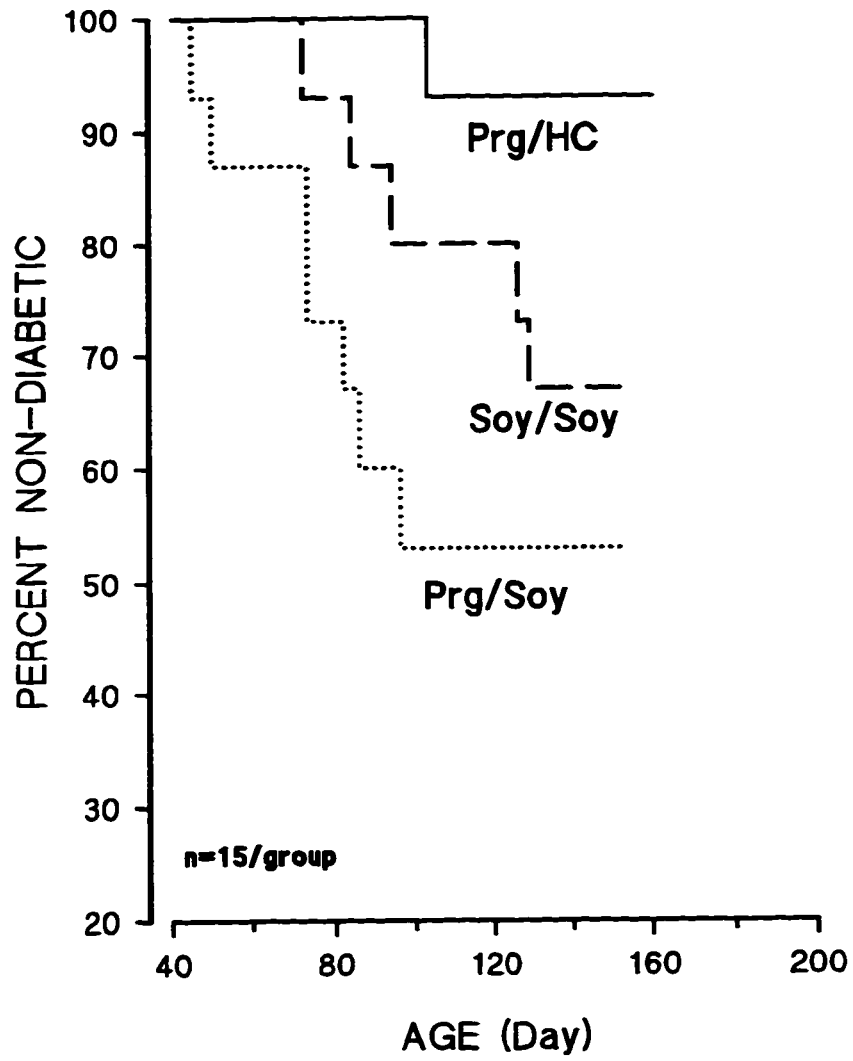 100
90
80
70
60
50
40
30
20
PERCENT NON-DIABETIC
Prg/HC
Soy/Soy
Prg/Soy
n=15/group
40 80 120 160 200
AGE (Day)